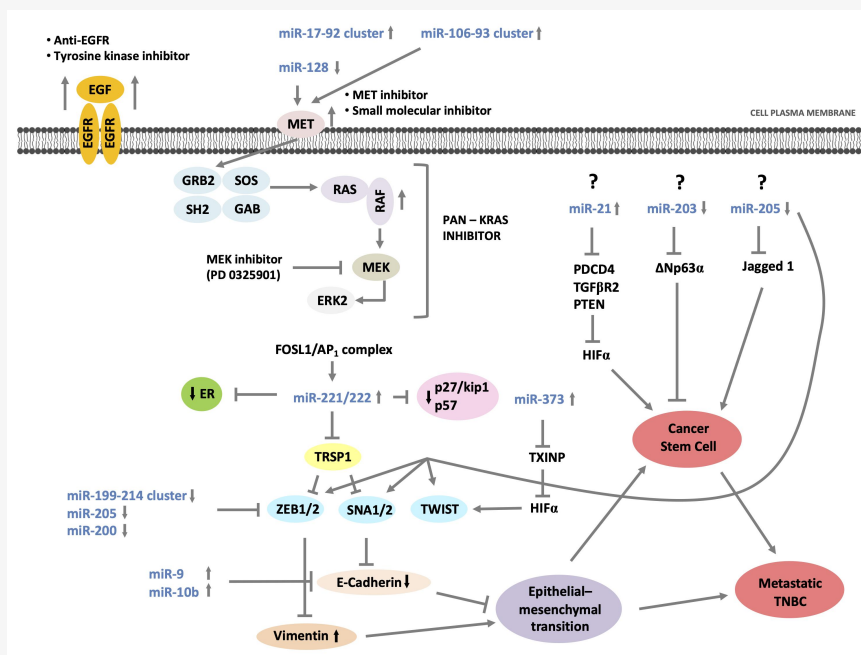 • Anti-EGFR
• Tyrosine kinase inhibitor
EGF
EGFR
EGFR
miR-17-92 cluster
miR-106-93 cluster
miR-128
• MET inhibitor
• Small molecular inhibitor
MET
CELL PLASMA MEMBRANE
GRB2
SOS
SH2
GAB
RAS
RAF
PAN – KRAS
INHIBITOR
MEK inhibitor
(PD 0325901)
MEK
ERK2
?
?
?
miR-21
miR-203
miR-205
PDCD4
TGFβR2
PTEN
ΔNp63α
Jagged 1
HIFα
FOSL1/AP1 complex
ER
miR-221/222
p27/kip1
p57
miR-373
TRSP1
TXINP
Cancer
Stem Cell
miR-199-214 cluster
miR-205
miR-200
ZEB1/2
SNA1/2
TWIST
HIFα
miR-9
miR-10b
E-Cadherin
Epithelial–
mesenchymal
transition
Metastatic
TNBC
Vimentin